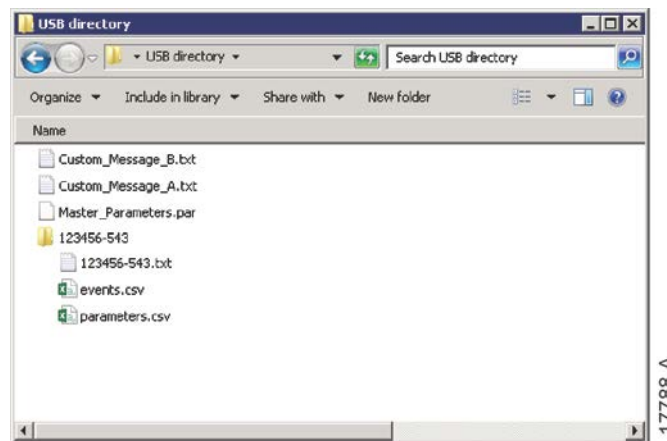 USB directory
USB directory
Search USB directory
Organize
Include in library
Share with
New folder
Name
Custom_Message_B.txt
Custom_Message_A.txt
Master_Parameters.par
123456-543
123456-543.txt
events.csv
parameters.csv
17788 A